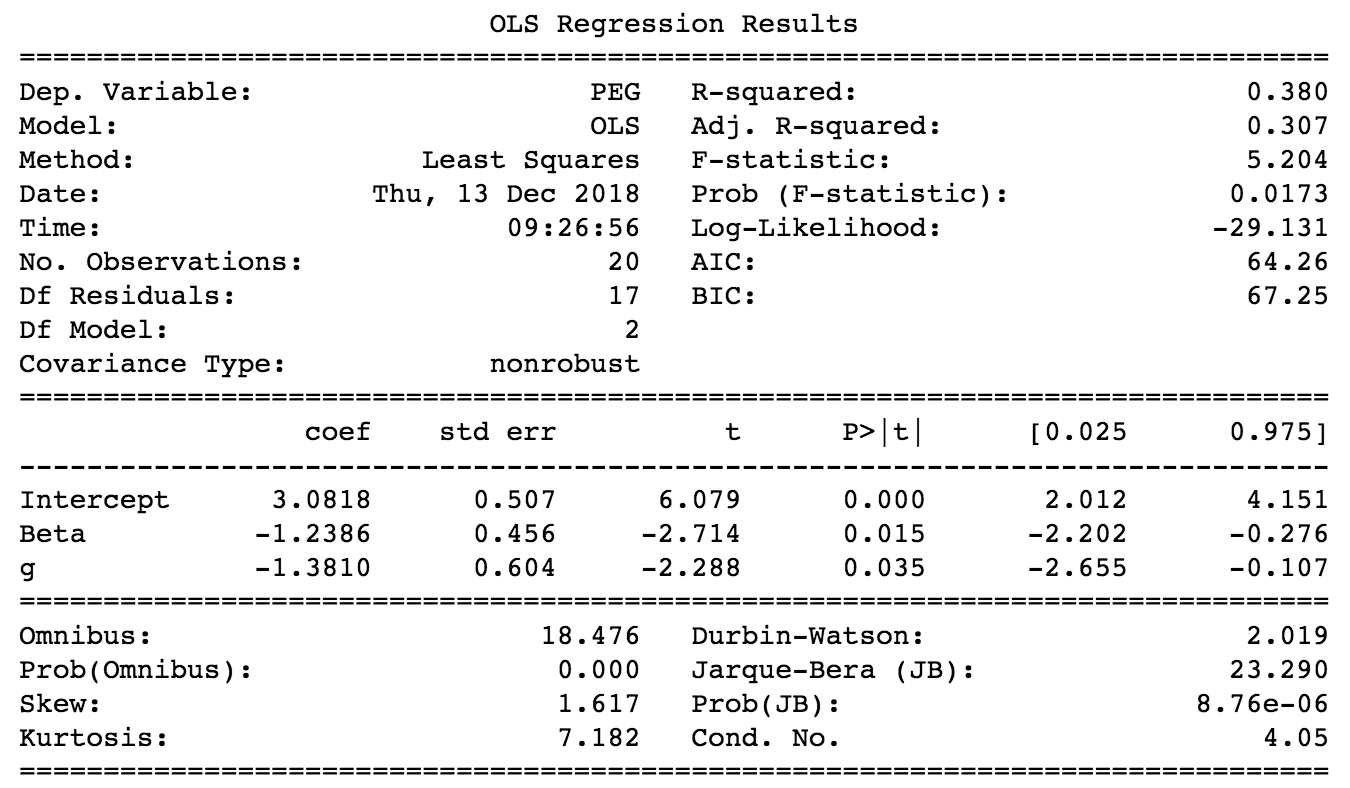 OLS Regression Results
==============================================================================
Dep. Variable:                    PEG   R-squared:                       0.380
Model:                            OLS   Adj. R-squared:                  0.307
Method:                 Least Squares   F-statistic:                     5.204
Date:                Thu, 13 Dec 2018   Prob (F-statistic):             0.0173
Time:                        09:26:56   Log-Likelihood:                -29.131
No. Observations:                  20   AIC:                             64.26
Df Residuals:                      17   BIC:                             67.25
Df Model:                           2
Covariance Type:            nonrobust
==============================================================================
                 coef    std err          t      P>|t|      [0.025      0.975]
------------------------------------------------------------------------------
Intercept      3.0818      0.507      6.079      0.000       2.012       4.151
Beta          -1.2386      0.456     -2.714      0.015      -2.202      -0.276
g             -1.3810      0.604     -2.288      0.035      -2.655      -0.107
==============================================================================
Omnibus:                       18.476   Durbin-Watson:                   2.019
Prob(Omnibus):                  0.000   Jarque-Bera (JB):               23.290
Skew:                           1.617   Prob(JB):                     8.76e-06
Kurtosis:                       7.182   Cond. No.                         4.05
==============================================================================